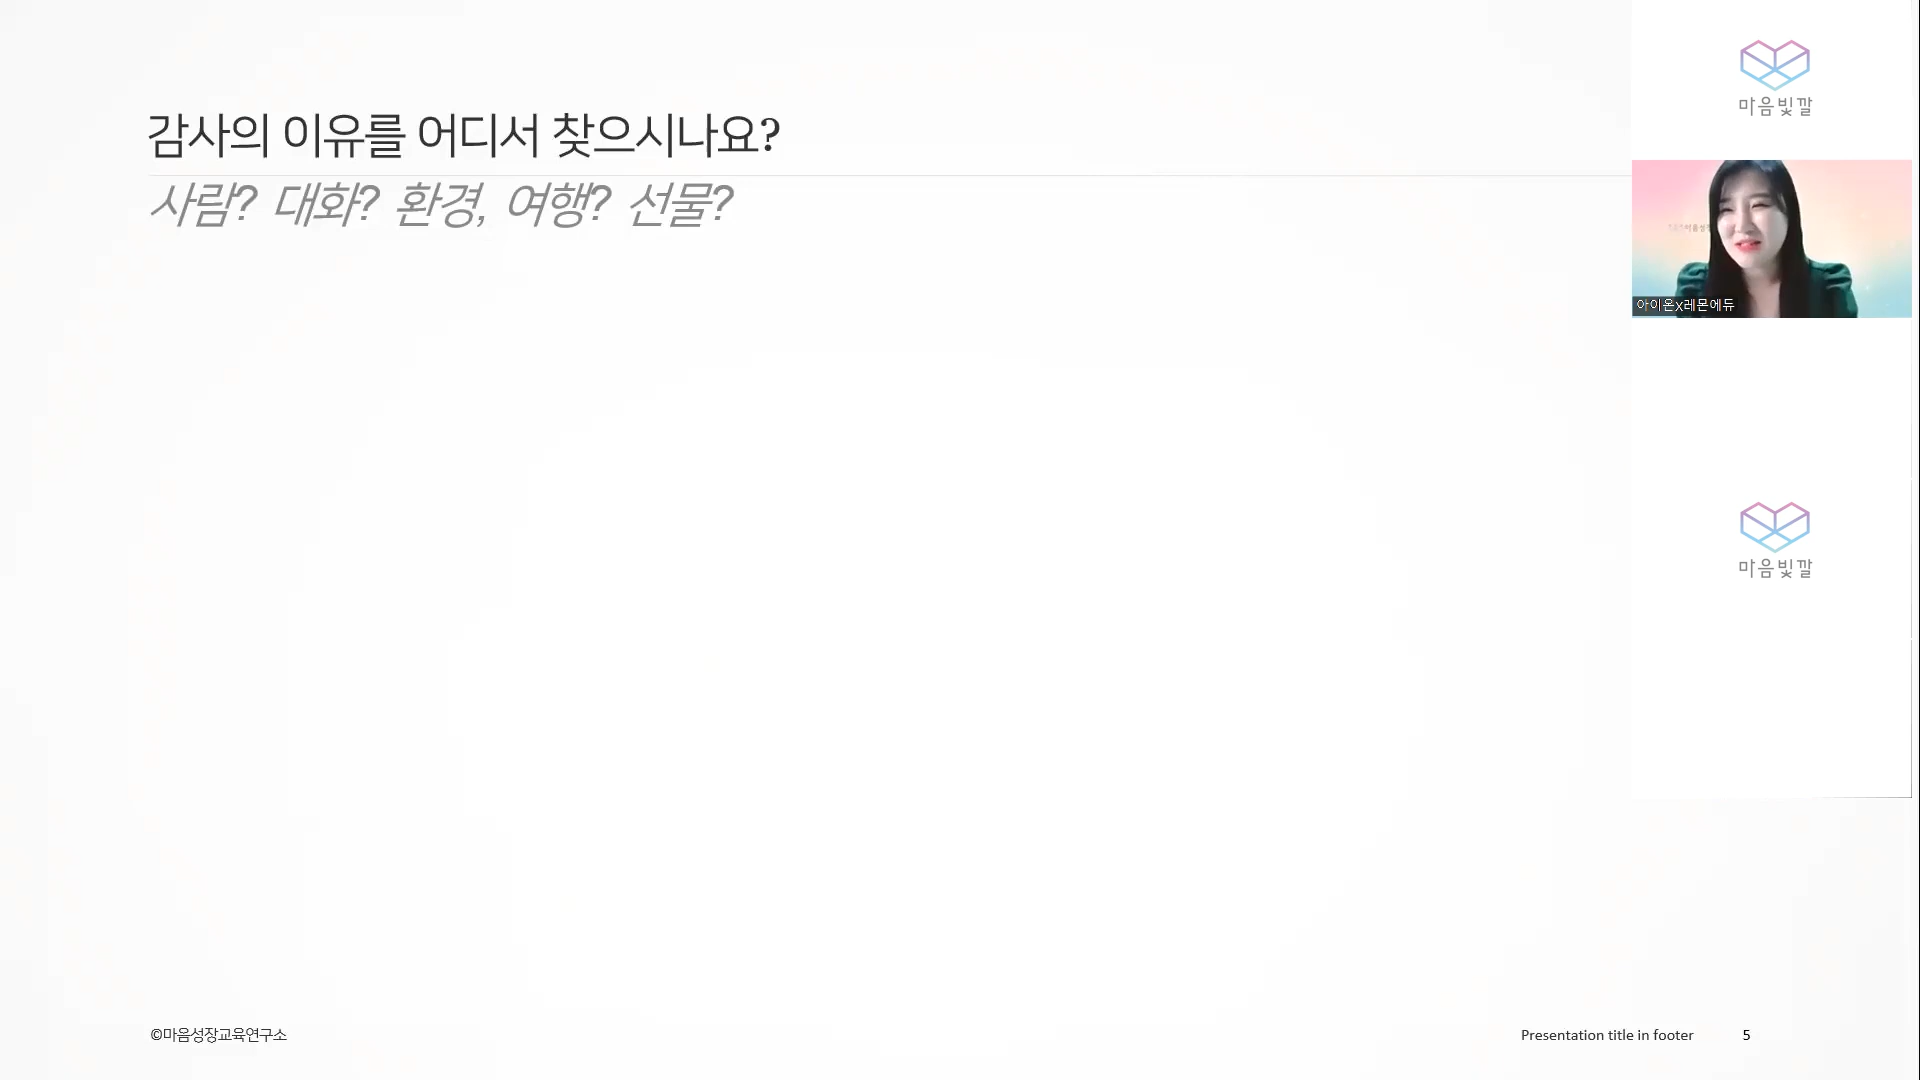 마음빛깔
감사의 이유를 어디서 찾으시나요?
사람? 대화? 환경, 여행? 선물?
아이온x레몬에듀
마음빛깔
©마음성장교육연구소
Presentation title in footer
5